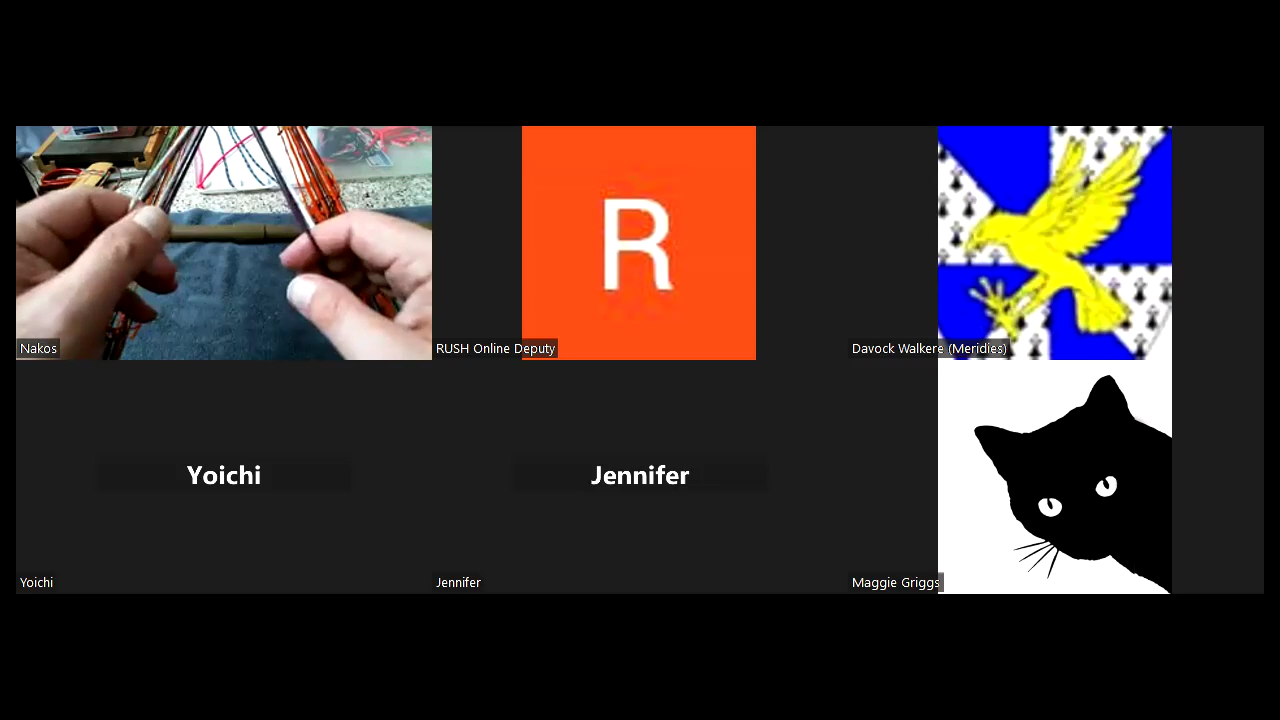 R
Nakos
RUSH Online Deputy
Davock Walkere (Meridies)
Yoichi
Jennifer
Yoichi
Jennifer
Maggie Griggs